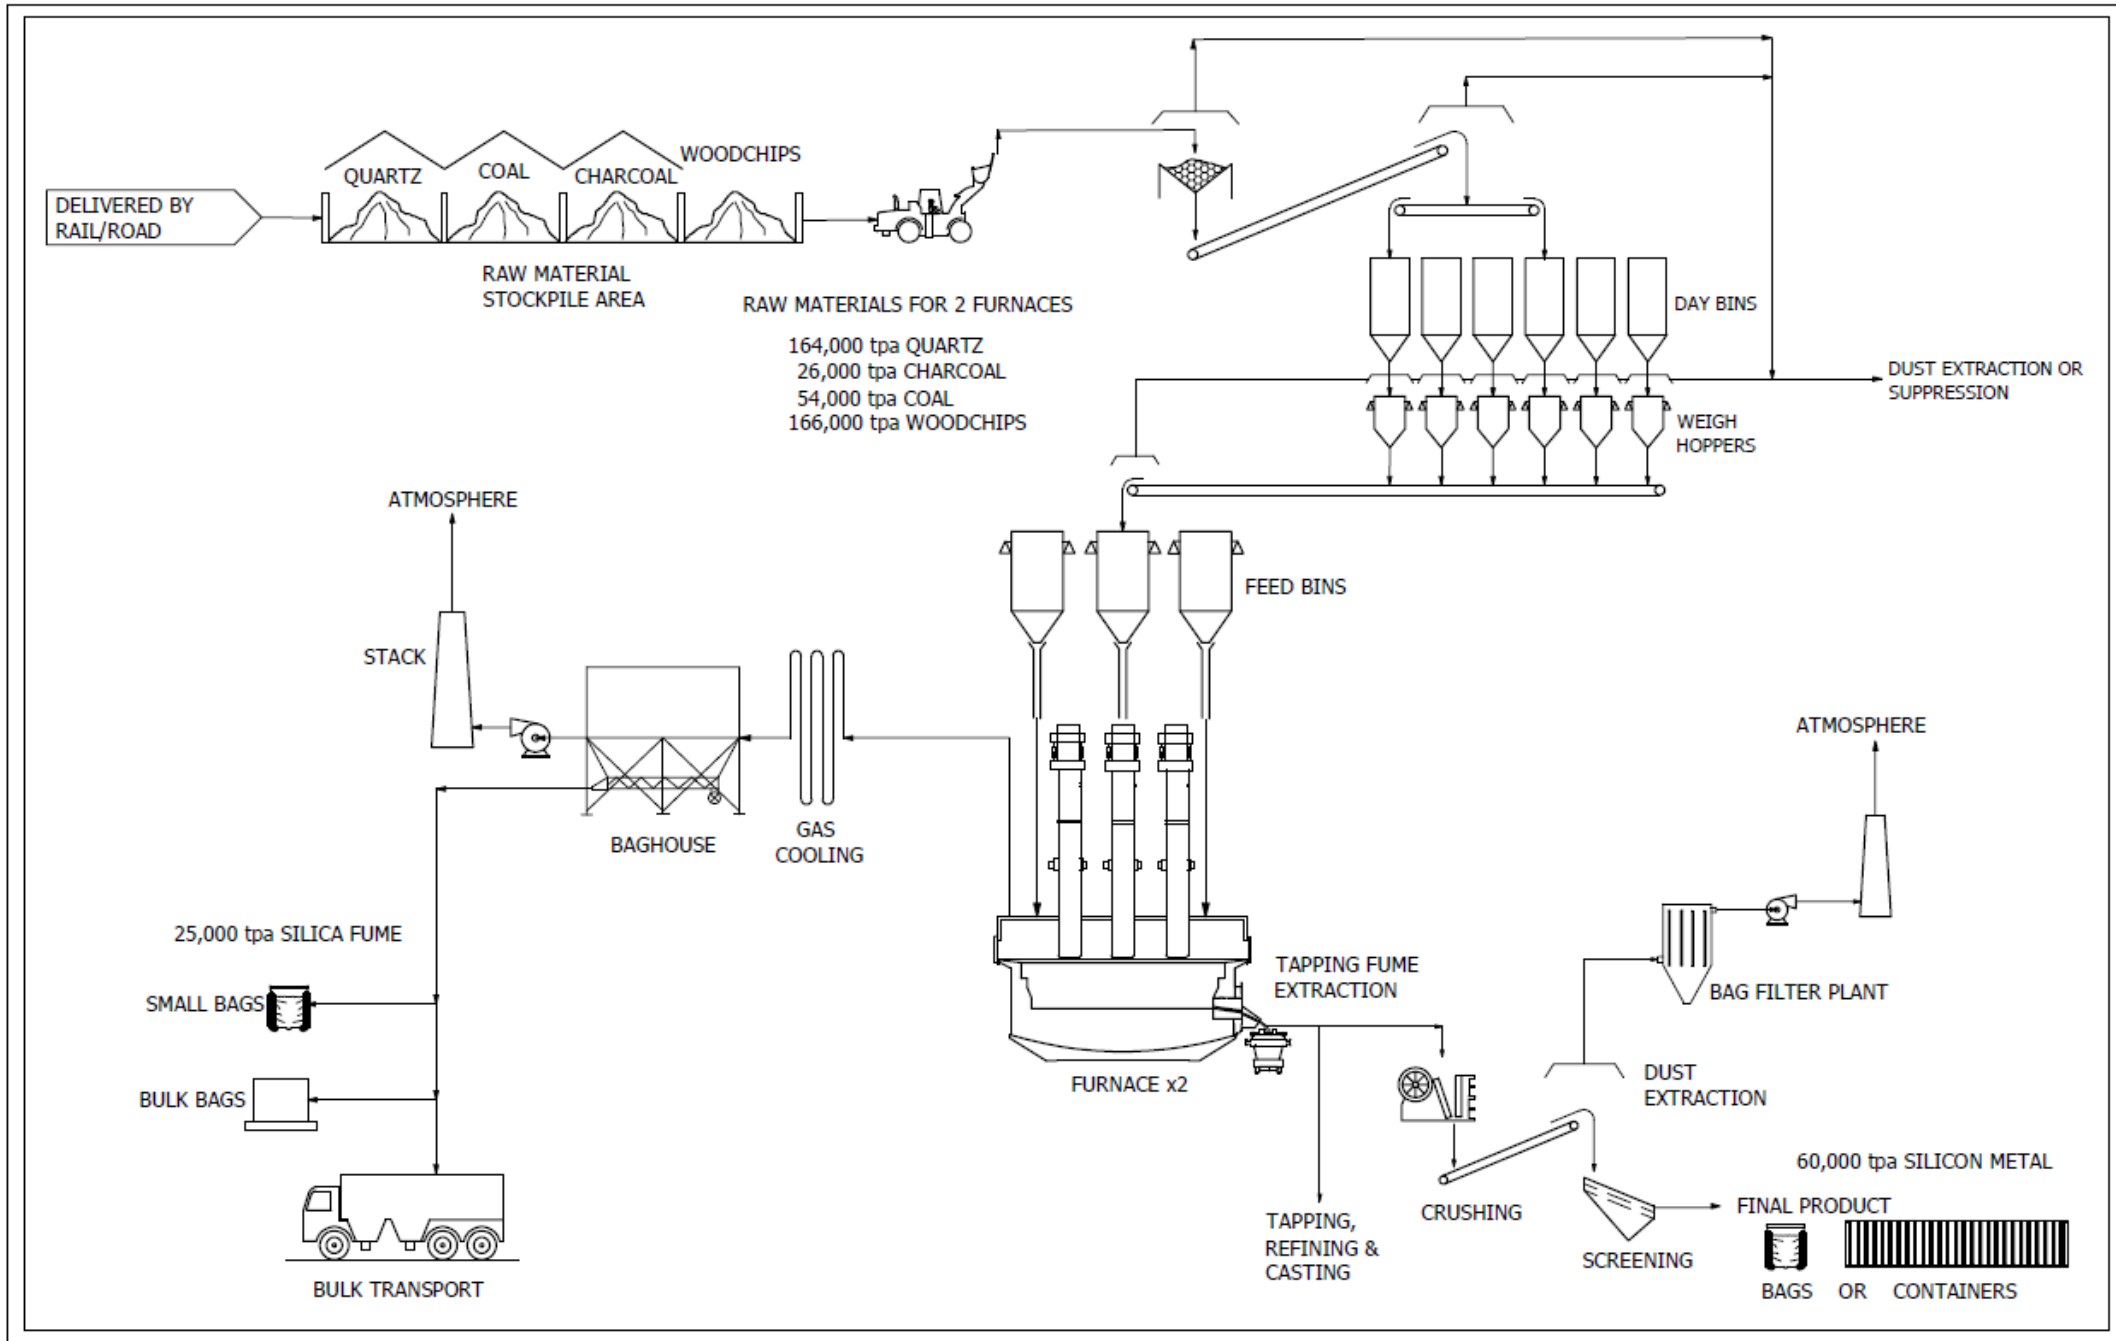 QUARTZ
COAL
CHARCOAL
WOODCHIPS
DELIVERED BY
RAIL/ROAD
RAW MATERIAL
STOCKPILE AREA
RAW MATERIALS FOR 2 FURNACES
164,000 tpa QUARTZ
26,000 tpa CHARCOAL
54,000 tpa COAL
166,000 tpa WOODCHIPS
DAY BINS
DUST EXTRACTION OR
SUPPRESSION
WEIGH
HOPPERS
FEED BINS
ATMOSPHERE
STACK
BAGHOUSE
GAS
COOLING
25,000 tpa SILICA FUME
SMALL BAGS
BULK BAGS
BULK TRANSPORT
FURNACE x2
TAPPING FUME
EXTRACTION
TAPPING,
REFINING &
CASTING
CRUSHING
SCREENING
DUST
EXTRACTION
BAG FILTER PLANT
ATMOSPHERE
60,000 tpa SILICON METAL
FINAL PRODUCT
BAGS OR CONTAINERS